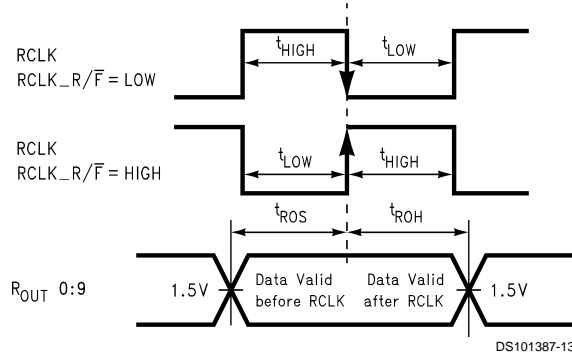 RCLK
RCLK_R/F̅ = LOW
tHIGH
tLOW
RCLK
RCLK_R/F̅ = HIGH
tLOW
tHIGH
tROS
tROH
ROUT 0:9
1.5V
Data Valid
before RCLK
Data Valid
after RCLK
1.5V
DS101387-13